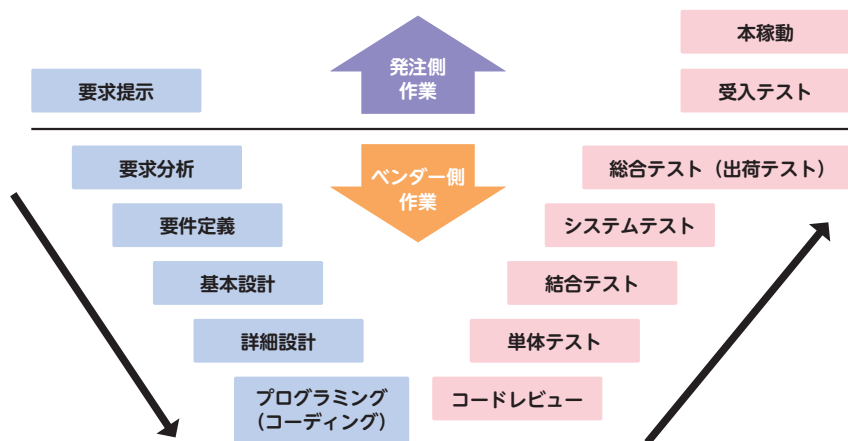 本稼動
発注側
作業
要求提示
受入テスト
要求分析
ベンダー側
作業
総合テスト（出荷テスト）
要件定義
システムテスト
基本設計
結合テスト
詳細設計
単体テスト
プログラミング
（コーディング）
コードレビュー